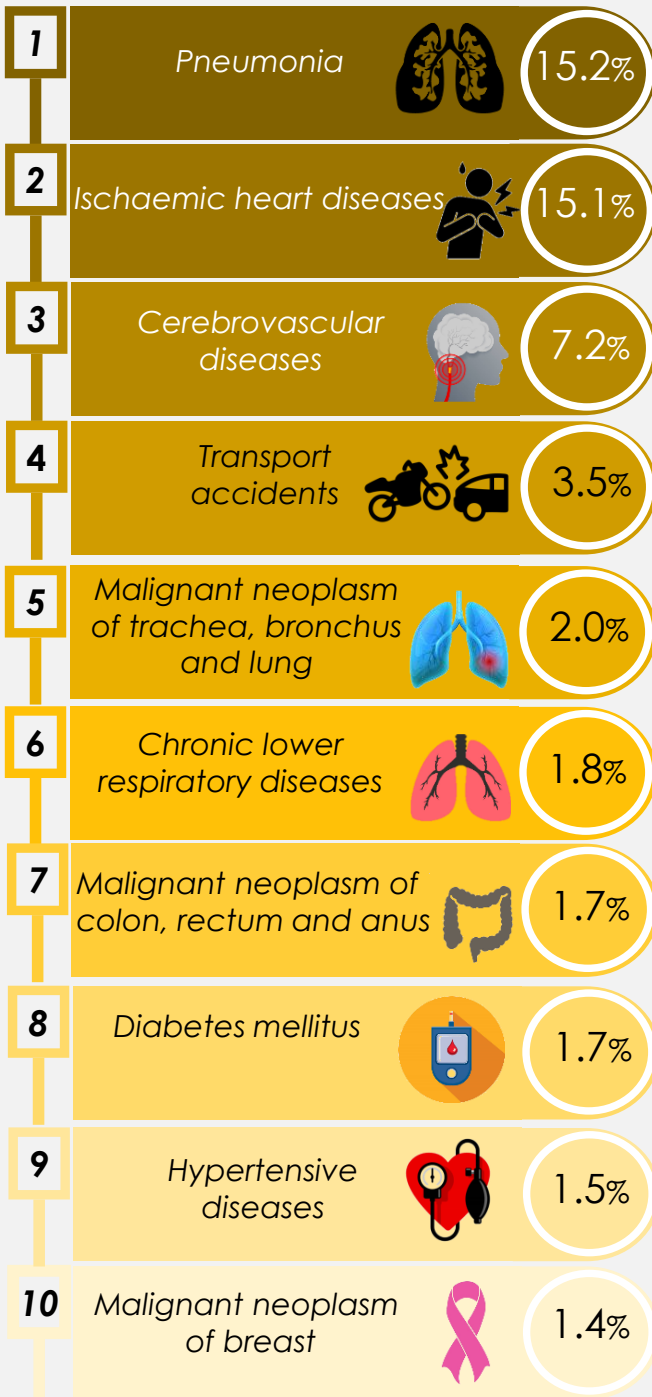 1
Pneumonia
15.2%
2
Ischaemic heart diseases
15.1%
3
Cerebrovascular
diseases
7.2%
4
Transport
accidents
3.5%
5
Malignant neoplasm
of trachea, bronchus
and lung
2.0%
6
Chronic lower
respiratory diseases
1.8%
7
Malignant neoplasm of
colon, rectum and anus
1.7%
8
Diabetes mellitus
1.7%
9
Hypertensive
diseases
1.5%
10
Malignant neoplasm
of breast
1.4%